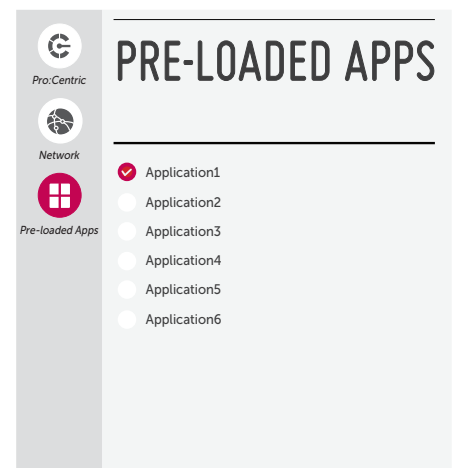 Pro:Centric
Network
Pre-loaded Apps
PRE-LOADED APPS
Application1
Application2
Application3
Application4
Application5
Application6